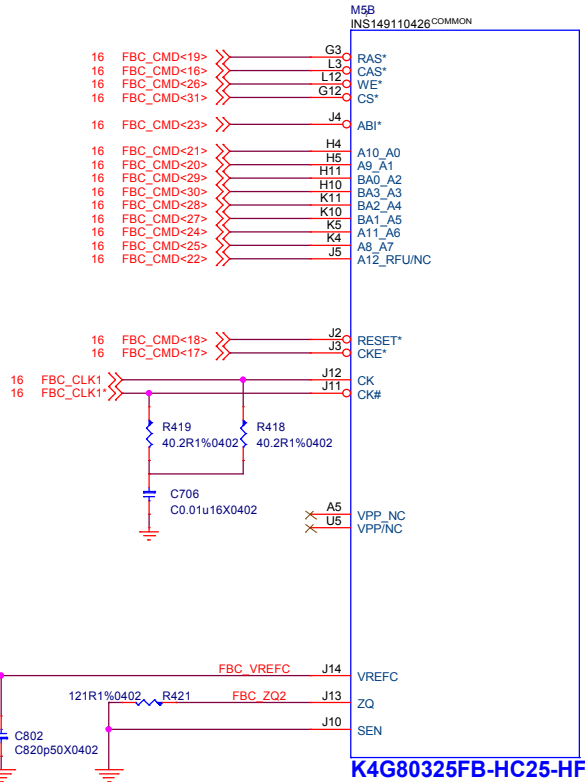 M5B
INS149110426 COMMON
16 FBC_CMD<19> G3 RAS*
16 FBC_CMD<16> L3 CAS*
16 FBC_CMD<26> L12 WE*
16 FBC_CMD<31> G12 CS*
16 FBC_CMD<23> J4 ABI*
16 FBC_CMD<21> H4 A10_A0
16 FBC_CMD<20> H5 A9_A1
16 FBC_CMD<29> H11 BA0_A2
16 FBC_CMD<30> H10 BA3_A3
16 FBC_CMD<28> K11 BA2_A4
16 FBC_CMD<27> K10 BA1_A5
16 FBC_CMD<24> K5 A11_A6
16 FBC_CMD<25> K4 A8_A7
16 FBC_CMD<22> J5 A12_RFU/NC
16 FBC_CMD<18> J2 RESET*
16 FBC_CMD<17> J3 CKE*
16 FBC_CLK1 J12 CK
16 FBC_CLK1* J11 CK#
R419 R418
40.2R1%0402 40.2R1%0402
C706
C0.01u16X0402
A5 VPP_NC
U5 VPP/NC
FBC_VREFC J14 VREFC
121R1%0402 R421 FBC_ZQ2 J13 ZQ
J10 SEN
C802
C820p50X0402
K4G80325FB-HC25-HF